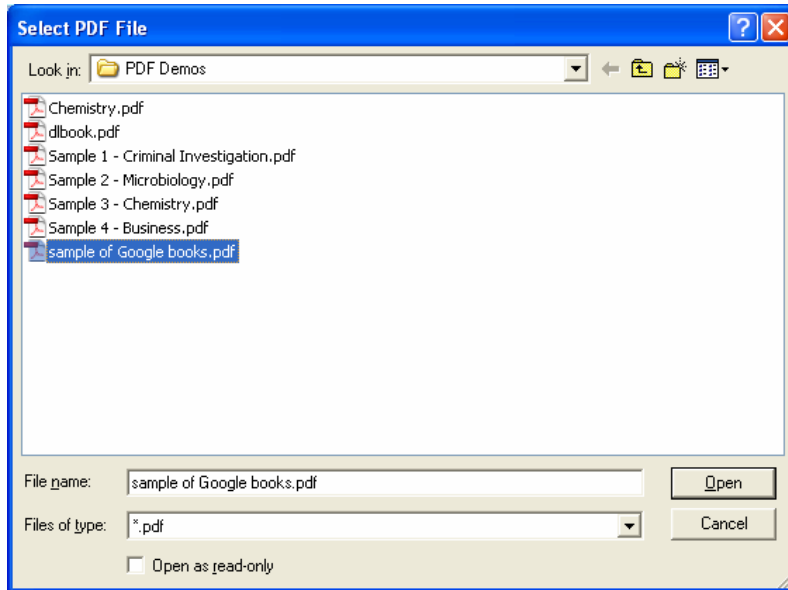 Select PDF File
Look in: PDF Demos
Chemistry.pdf
dlbook.pdf
Sample 1 - Criminal Investigation.pdf
Sample 2 - Microbiology.pdf
Sample 3 - Chemistry.pdf
Sample 4 - Business.pdf
sample of Google books.pdf
File name: sample of Google books.pdf Open
Files of type: *.pdf Cancel
Open as read-only